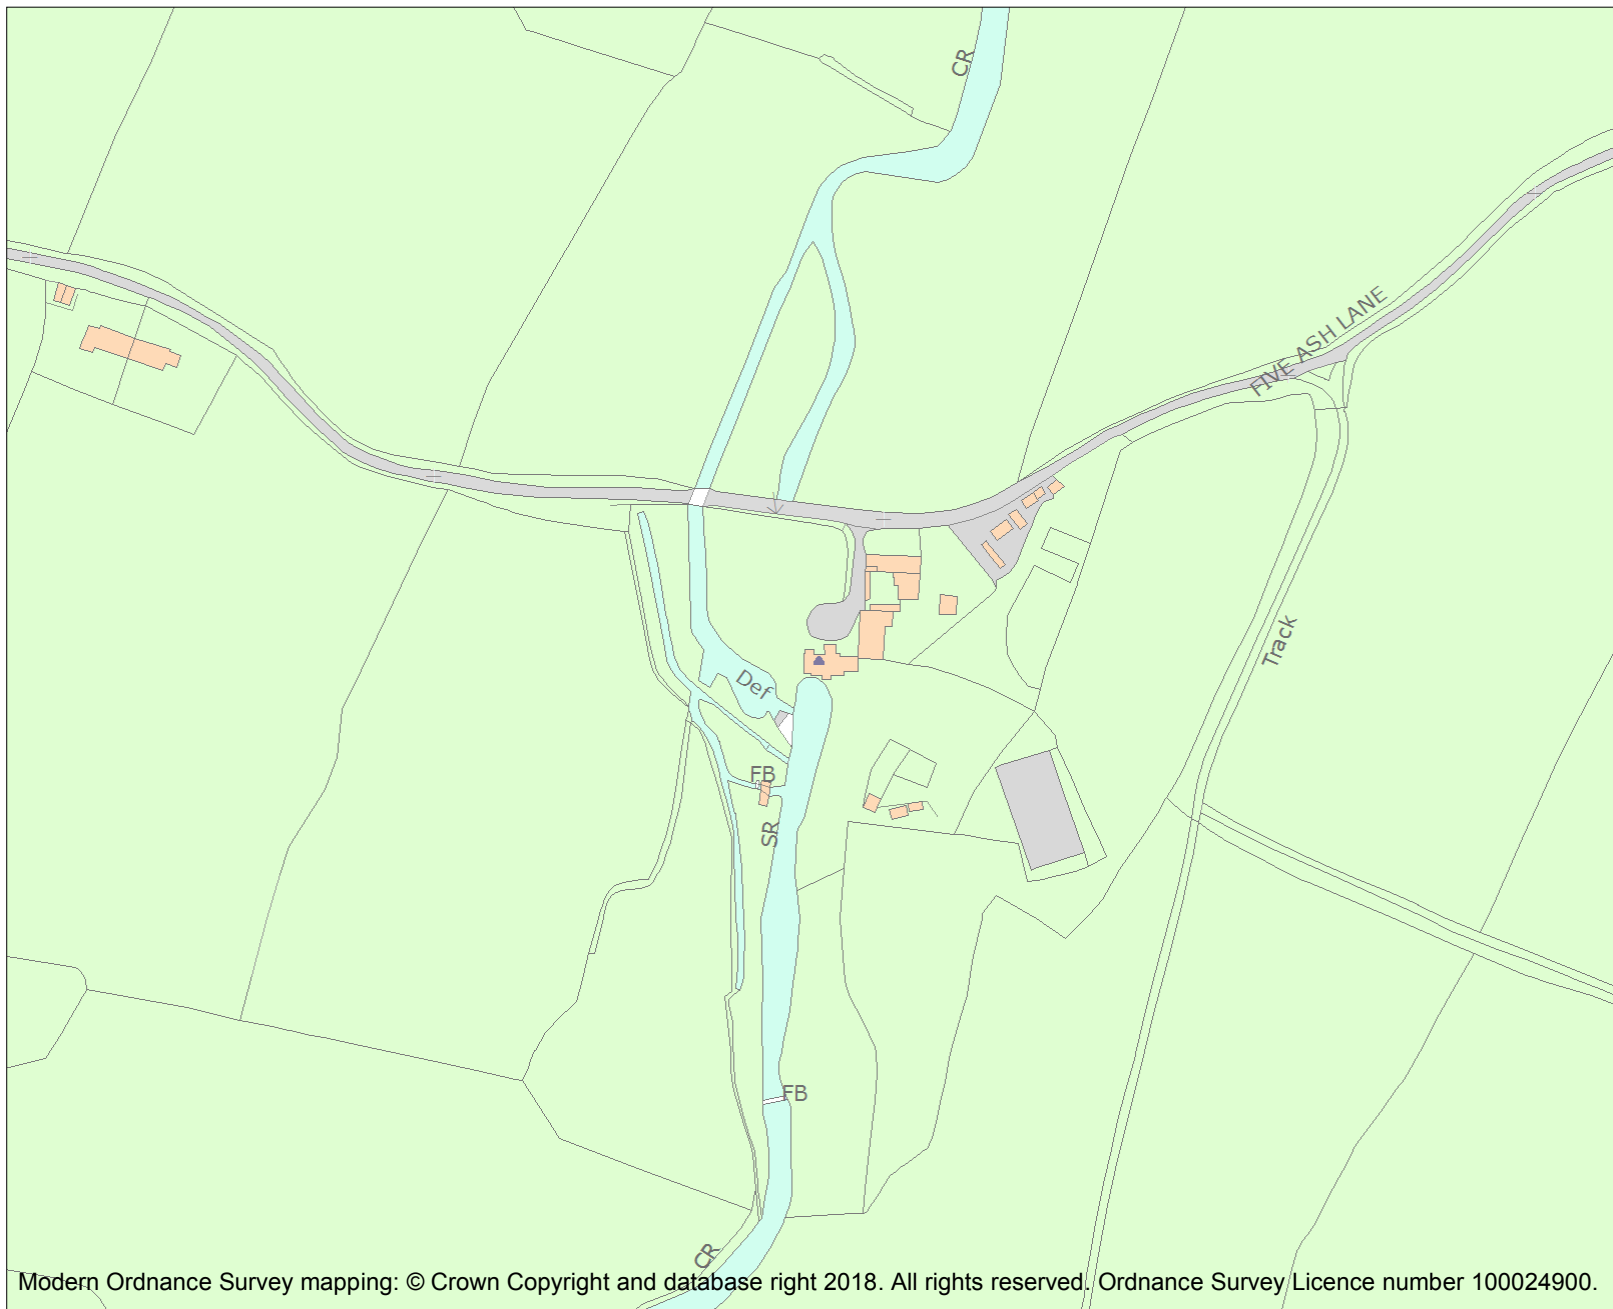 CR
FIVE ASH LANE
Track
Def
FB
SR
FB
CR
Modern Ordnance Survey mapping: © Crown Copyright and database right 2018. All rights reserved. Ordnance Survey Licence number 100024900.